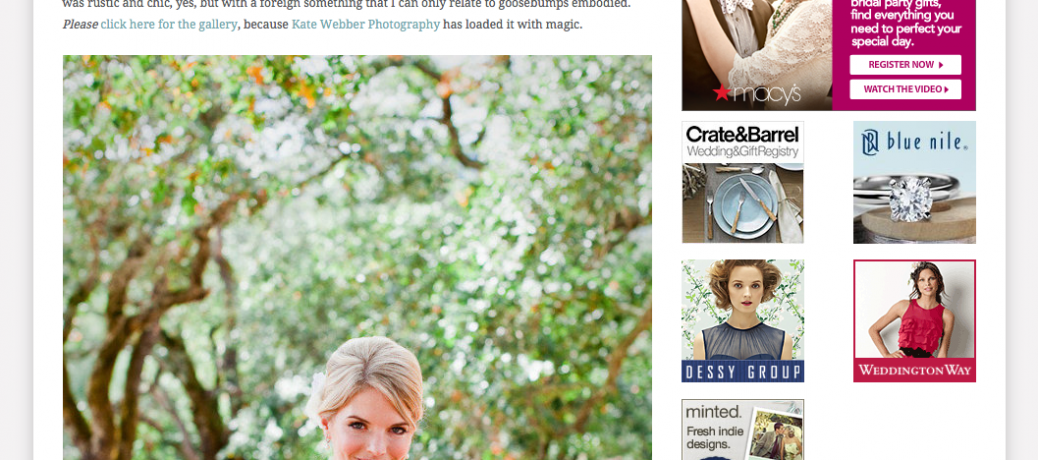 was rustic and chic, yes, but with a foreign something that I can only relate to goosebumps embodied.
Please click here for the gallery, because Kate Webber Photography has loaded it with magic.
bridal party gifts,
find everything you
need to perfect your
special day.
REGISTER NOW
WATCH THE VIDEO
macy's
Crate&Barrel
Wedding&GiftRegistry
blue nile.
DESSY GROUP
WEDDINGTON WAY
minted.
Fresh indie
designs.